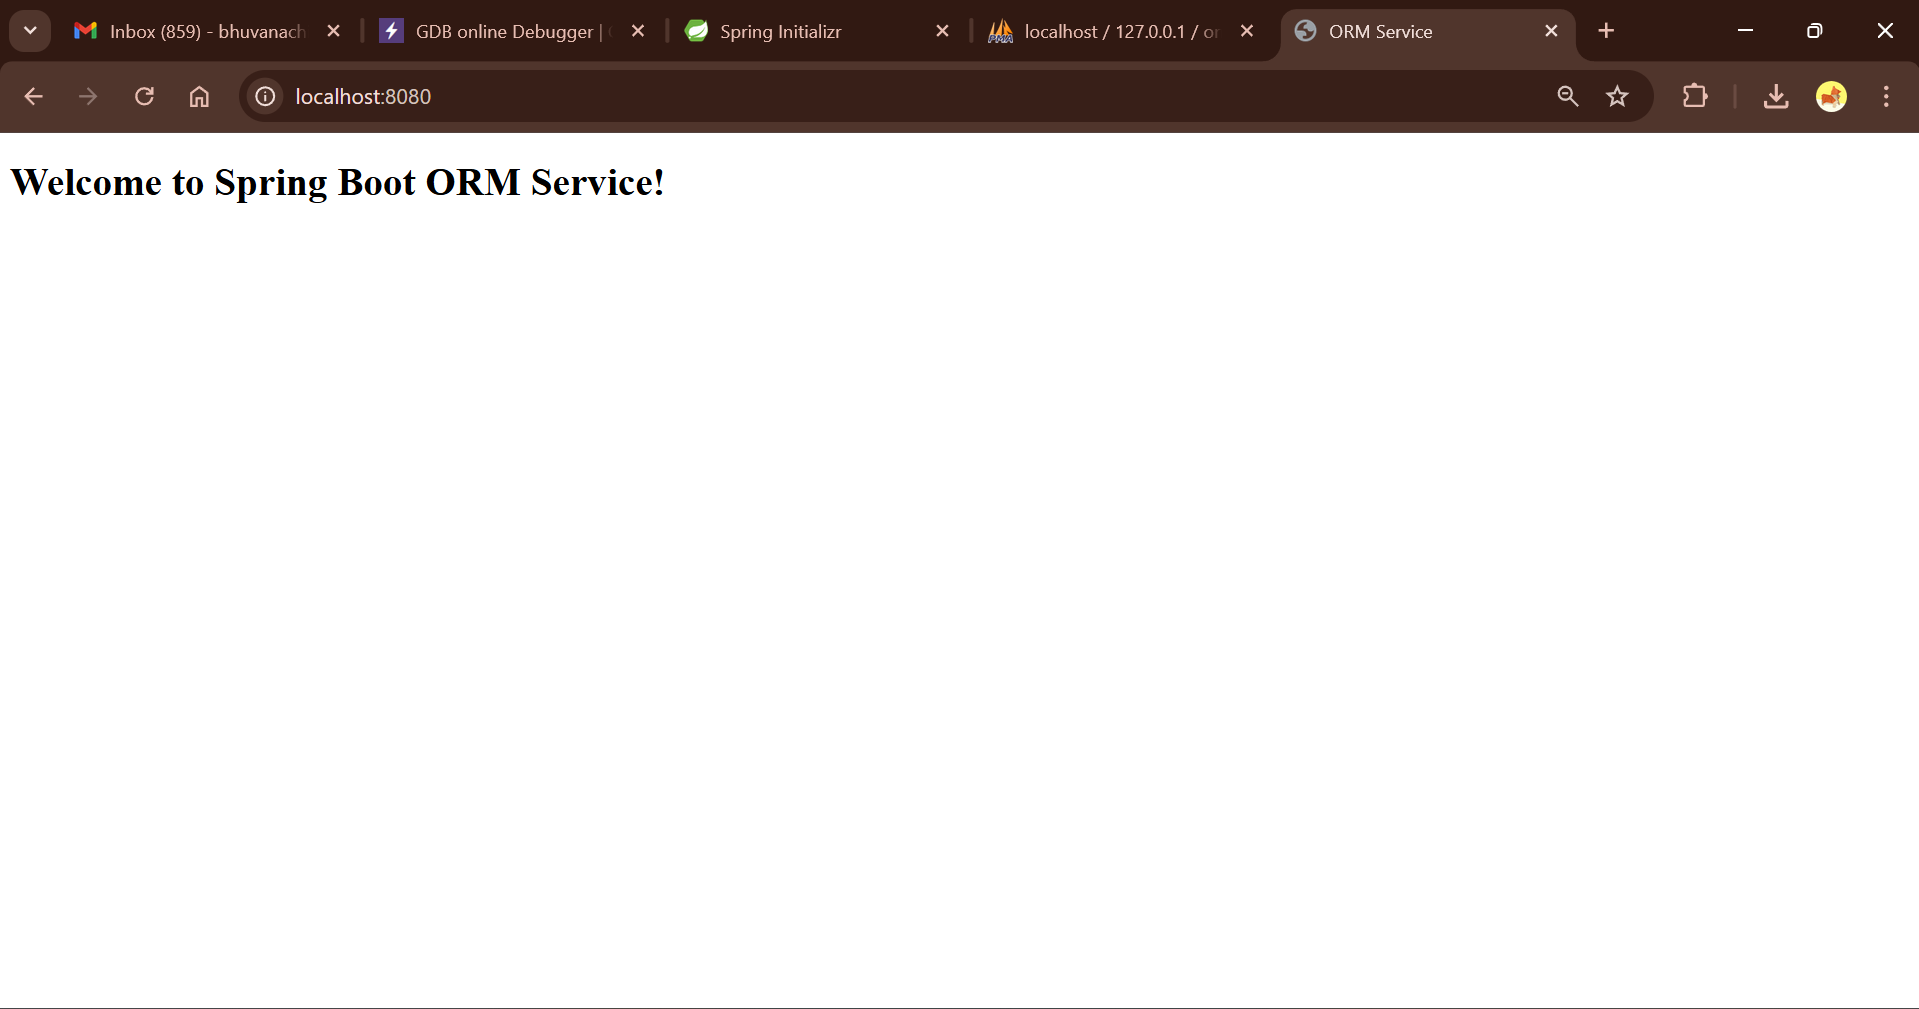 Inbox (859) - bhuvanach
GDB online Debugger |
Spring Initializr
localhost / 127.0.0.1 / or
ORM Service
localhost:8080
Welcome to Spring Boot ORM Service!